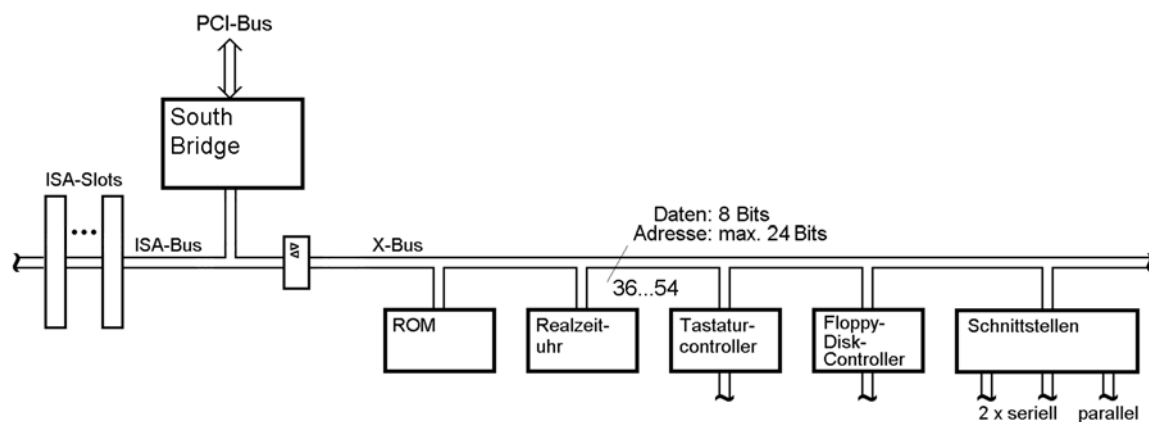 PCI-Bus
South
Bridge
ISA-Slots
ISA-Bus
X-Bus
Daten: 8 Bits
Adresse: max. 24 Bits
36...54
ROM
Realzeit-
uhr
Tastatur-
controller
Floppy-
Disk-
Controller
Schnittstellen
2 x seriell
parallel